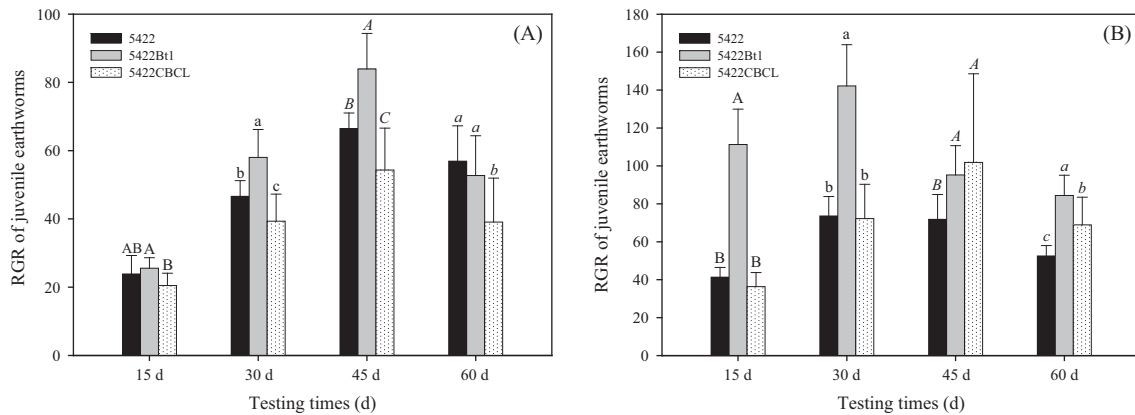 (A)
5422
5422Bt1
5422CBCL
RGR of juvenile earthworms
100
80
60
40
20
0
AB A B
b a c
B A C
a a b
15 d 30 d 45 d 60 d
Testing times (d)
(B)
5422
5422Bt1
5422CBCL
RGR of juvenile earthworms
180
160
140
120
100
80
60
40
20
0
B A B
b a b
B A A
c a b
15 d 30 d 45 d 60 d
Testing times (d)